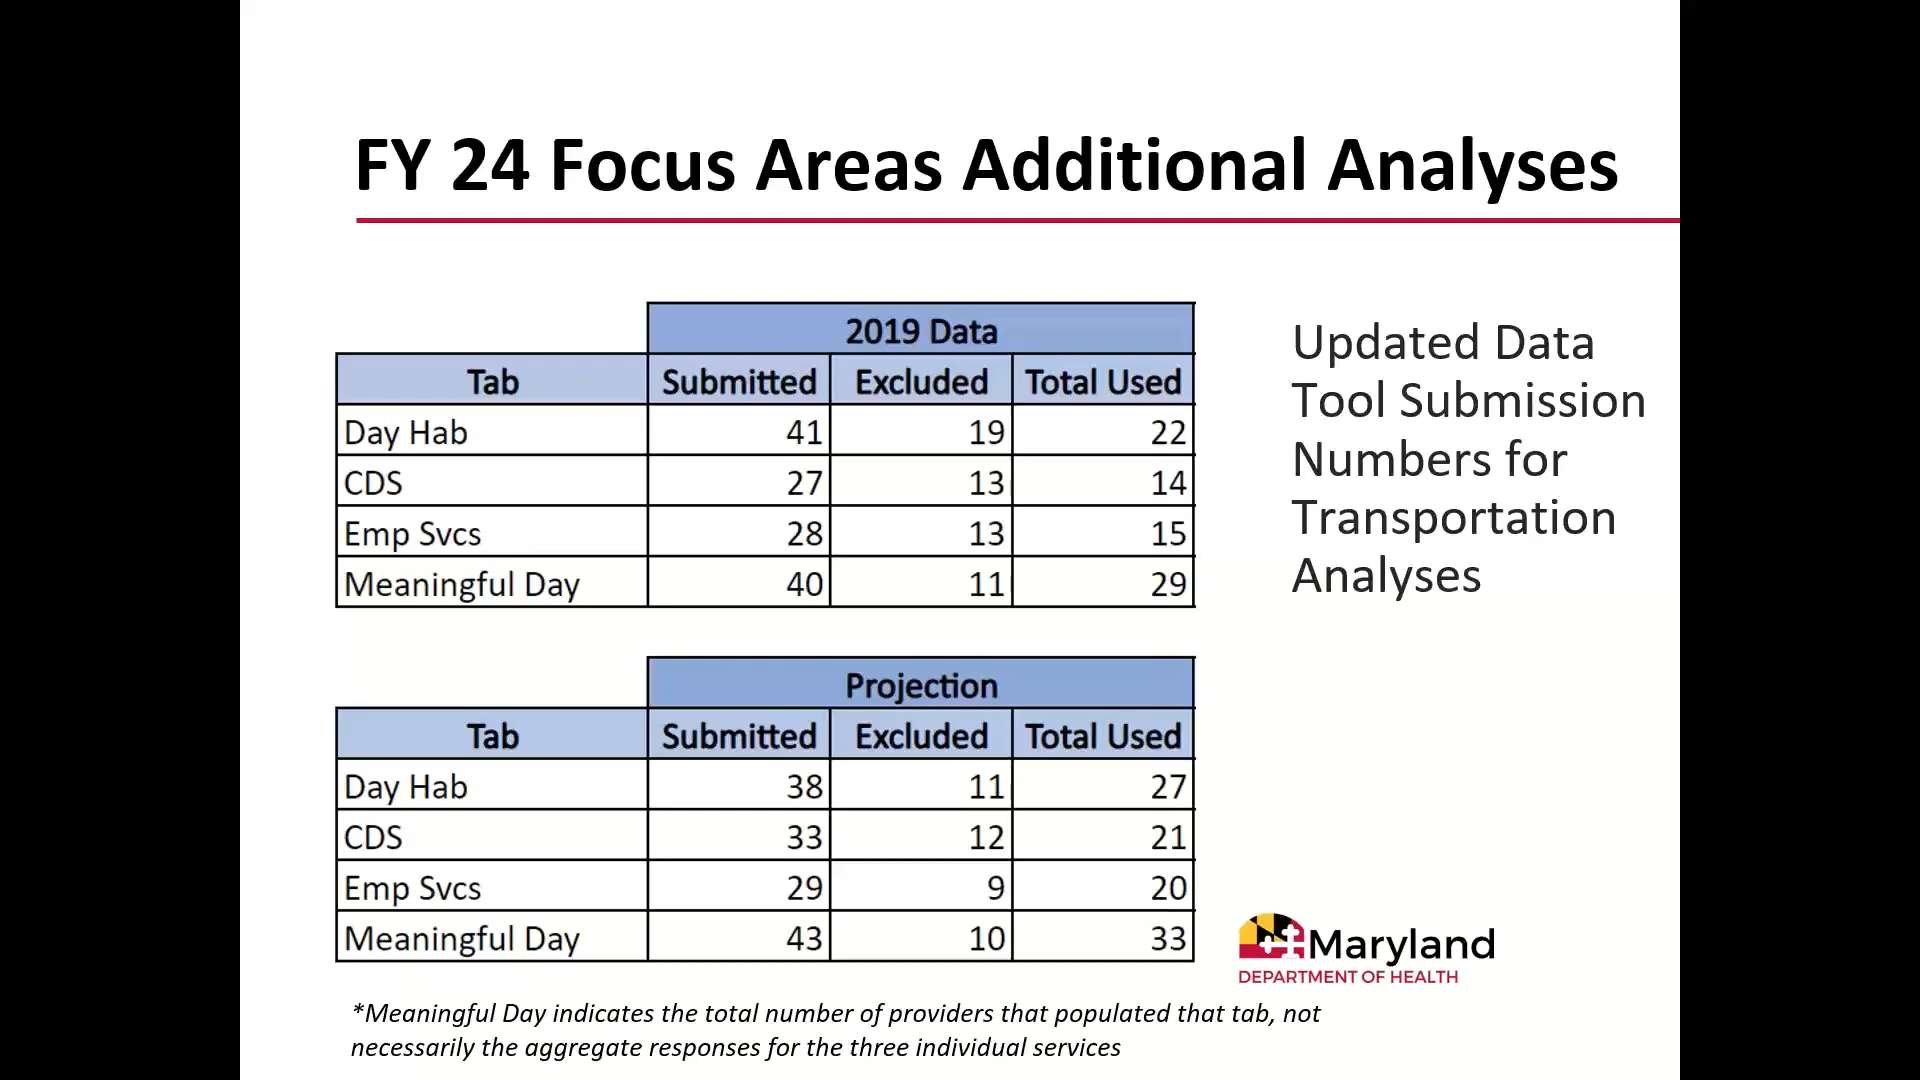 FY 24 Focus Areas Additional Analyses
2019 Data
Tab Submitted Excluded Total Used
Day Hab 41 19 22
CDS 27 13 14
Emp Svcs 28 13 15
Meaningful Day 40 11 29
Updated Data
Tool Submission
Numbers for
Transportation
Analyses
Projection
Tab Submitted Excluded Total Used
Day Hab 38 11 27
CDS 33 12 21
Emp Svcs 29 9 20
Meaningful Day 43 10 33
Maryland
DEPARTMENT OF HEALTH
*Meaningful Day indicates the total number of providers that populated that tab, not
necessarily the aggregate responses for the three individual services